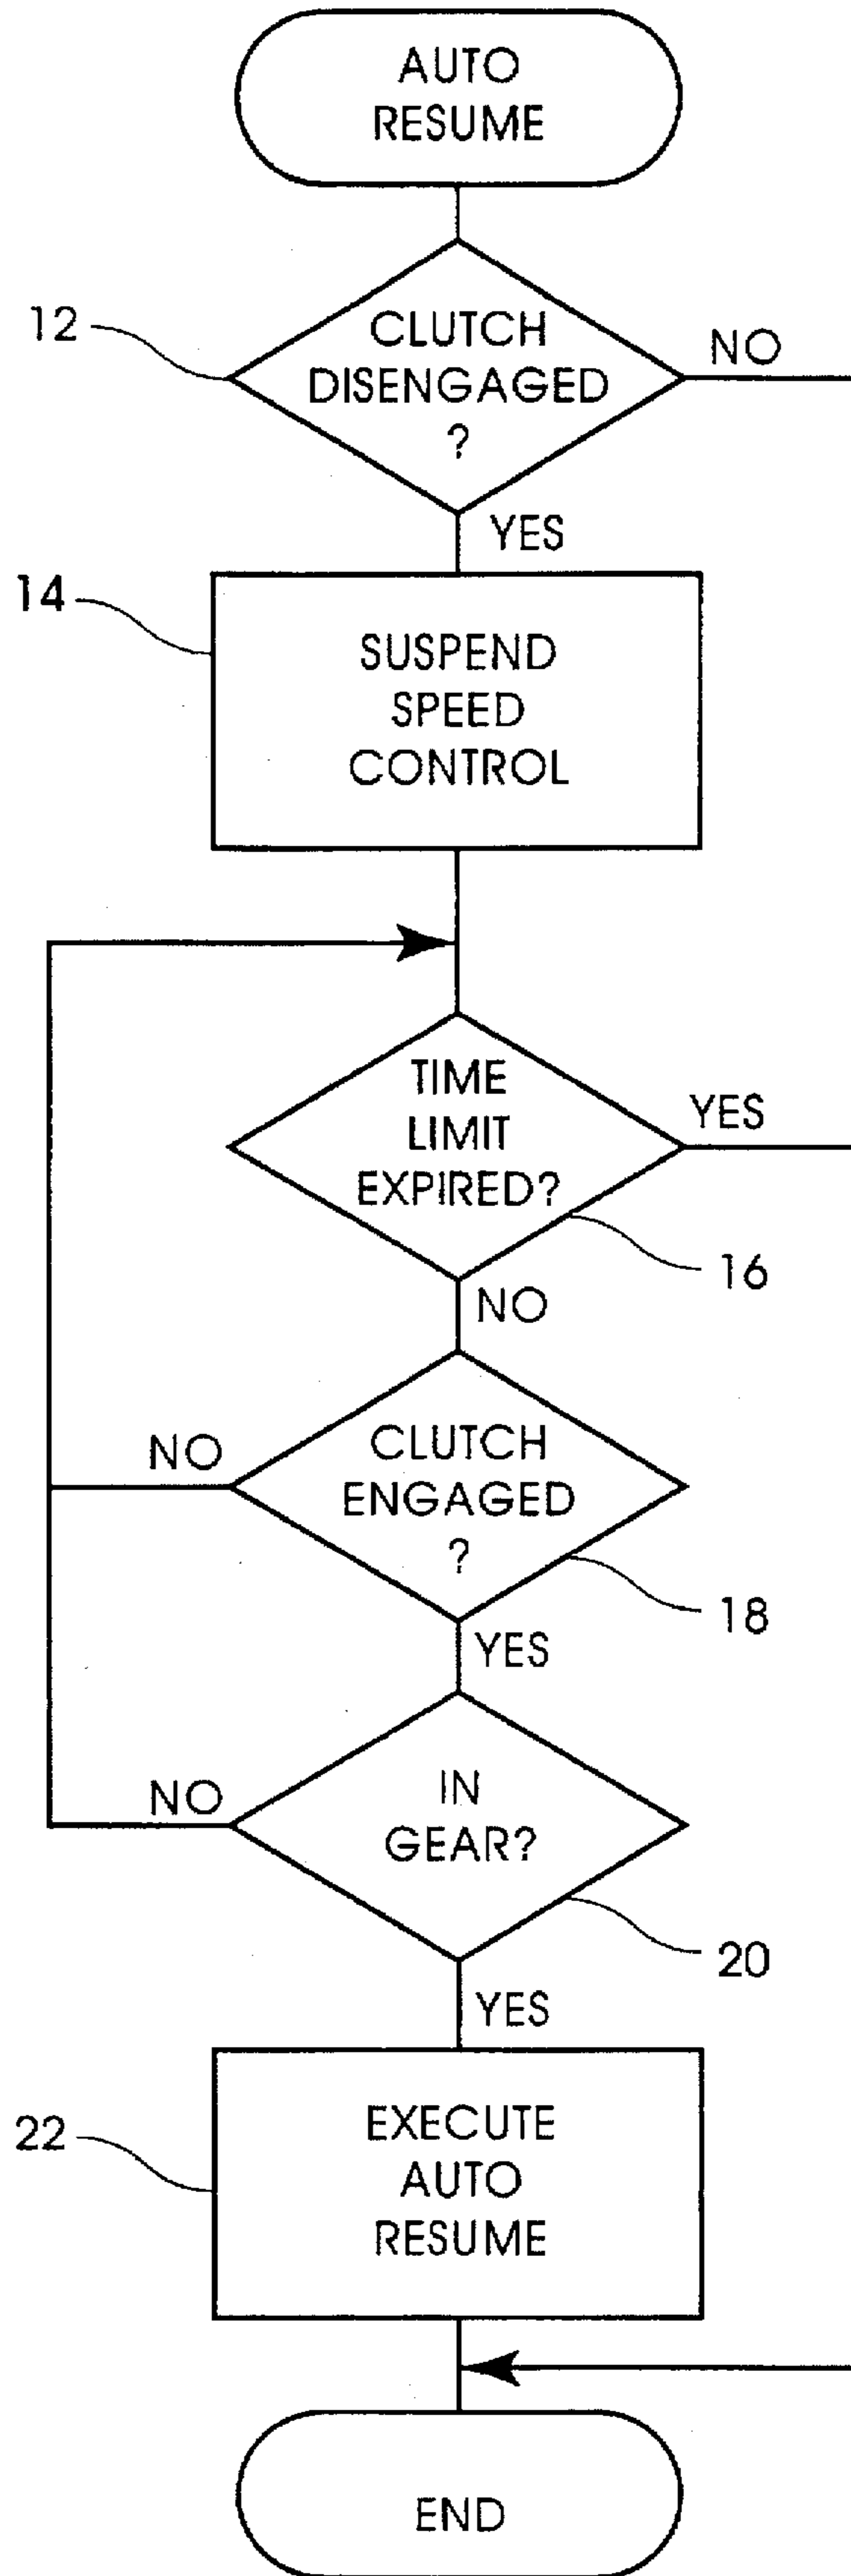 AUTO
RESUME
12
CLUTCH
DISENGAGED
?
NO
YES
14
SUSPEND
SPEED
CONTROL
TIME
LIMIT
EXPIRED?
YES
16
NO
CLUTCH
ENGAGED
?
NO
18
YES
IN
GEAR?
NO
20
YES
22
EXECUTE
AUTO
RESUME
END